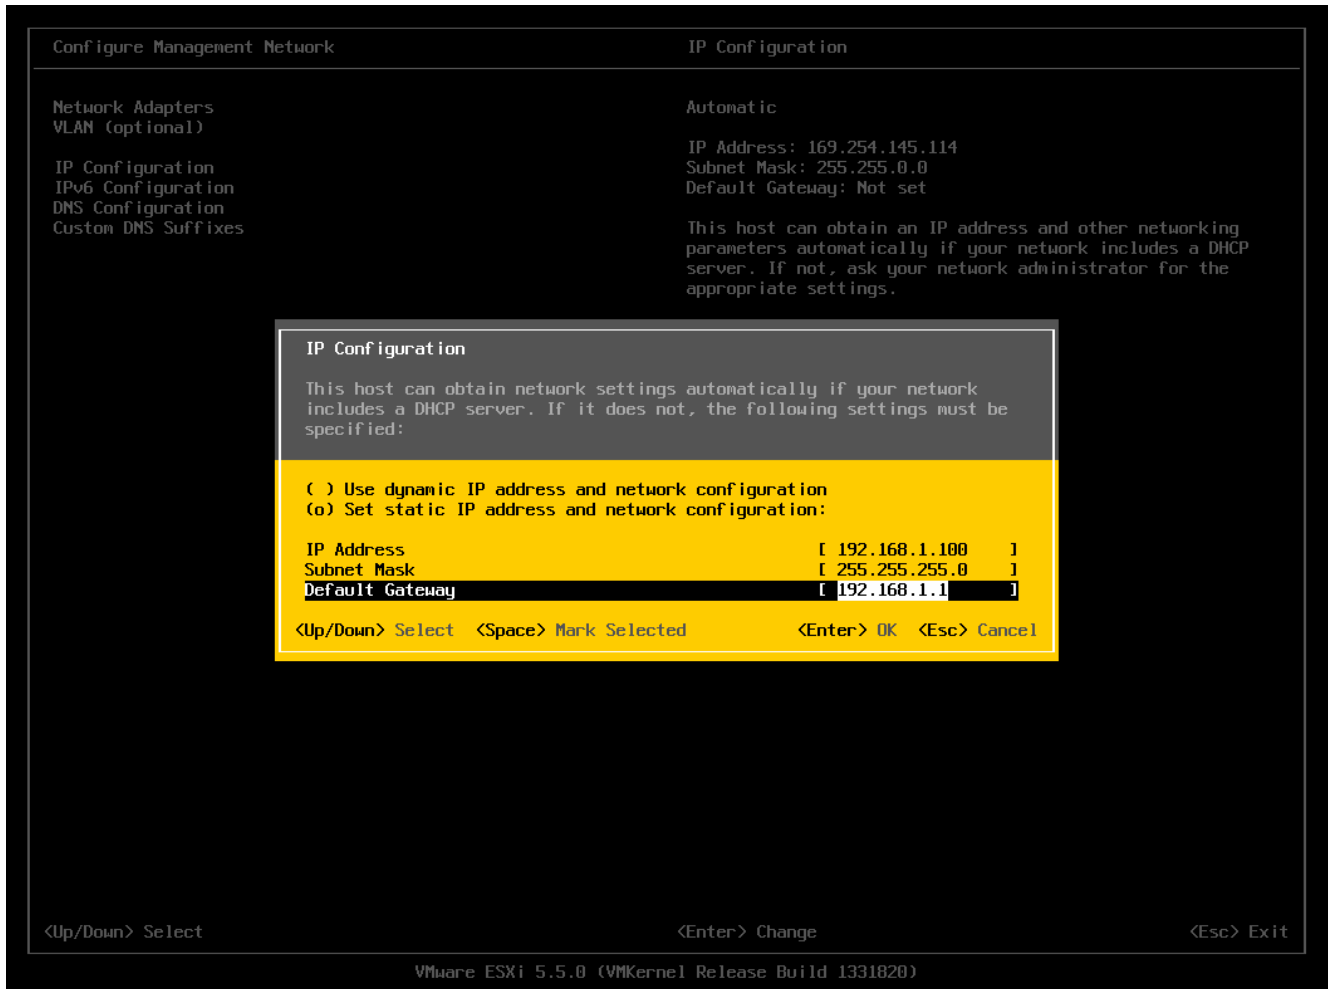 Configure Management Network
IP Configuration
Network Adapters
VLAN (optional)
IP Configuration
IPv6 Configuration
DNS Configuration
Custom DNS Suffixes
Automatic
IP Address: 169.254.145.114
Subnet Mask: 255.255.0.0
Default Gateway: Not set
This host can obtain an IP address and other networking
parameters automatically if your network includes a DHCP
server. If not, ask your network administrator for the
appropriate settings.
IP Configuration
This host can obtain network settings automatically if your network
includes a DHCP server. If it does not, the following settings must be
specified:
( ) Use dynamic IP address and network configuration
(o) Set static IP address and network configuration:
IP Address [ 192.168.1.100 ]
Subnet Mask [ 255.255.255.0 ]
Default Gateway [ 192.168.1.1 ]
<Up/Down> Select <Space> Mark Selected <Enter> OK <Esc> Cancel
<Up/Down> Select <Enter> Change <Esc> Exit
VMware ESXi 5.5.0 (VMKernel Release Build 1331820)